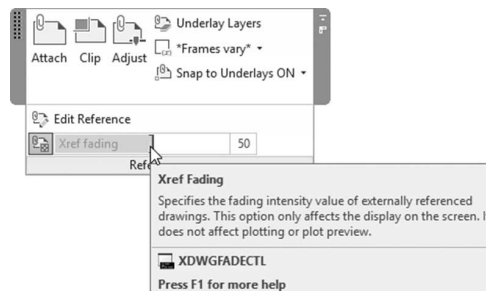 Underlay Layers
Attach Clip Adjust
*Frames vary*
Snap to Underlays ON
Edit Reference
Xref fading 50
Refe
Xref Fading
Specifies the fading intensity value of externally referenced
drawings. This option only affects the display on the screen. I
does not affect plotting or plot preview.
XDWGFADECTL
Press F1 for more help